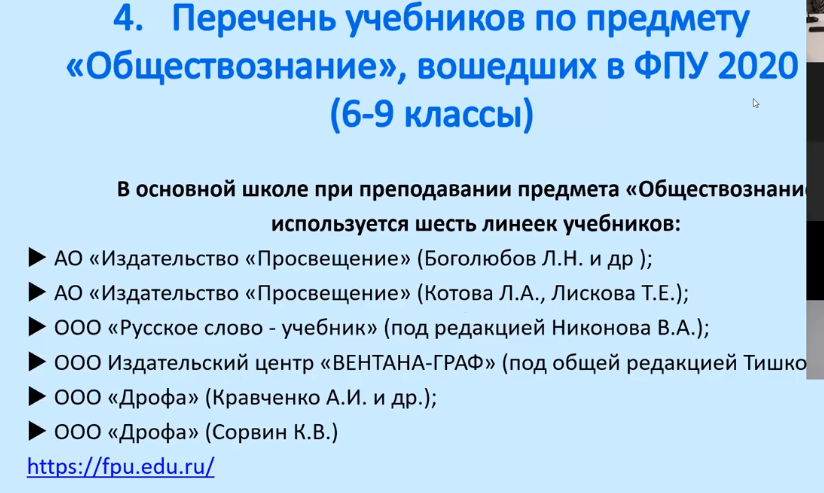 4. Перечень учебников по предмету
«Обществознание», вошедших в ФПУ 2020
(6-9 классы)
В основной школе при преподавании предмета
используется шесть линеек учебников:
▶ АО «Издательство «Просвещение» (Боголюбов Л.Н. и др );
▶ АО «Издательство «Просвещение» (Котова Л.А., Лискова Т.Е.);
▶ ООО «Русское слово - учебник» (под редакцией Никонова В.А.);
▶ ООО Издательский центр «ВЕНТАНА-ГРАФ» (под общей редакцией
▶ ООО «Дрофа» (Кравченко А.И. и др.);
▶ ООО «Дрофа» (Сорвин К.В.)
https://fpu.edu.ru/